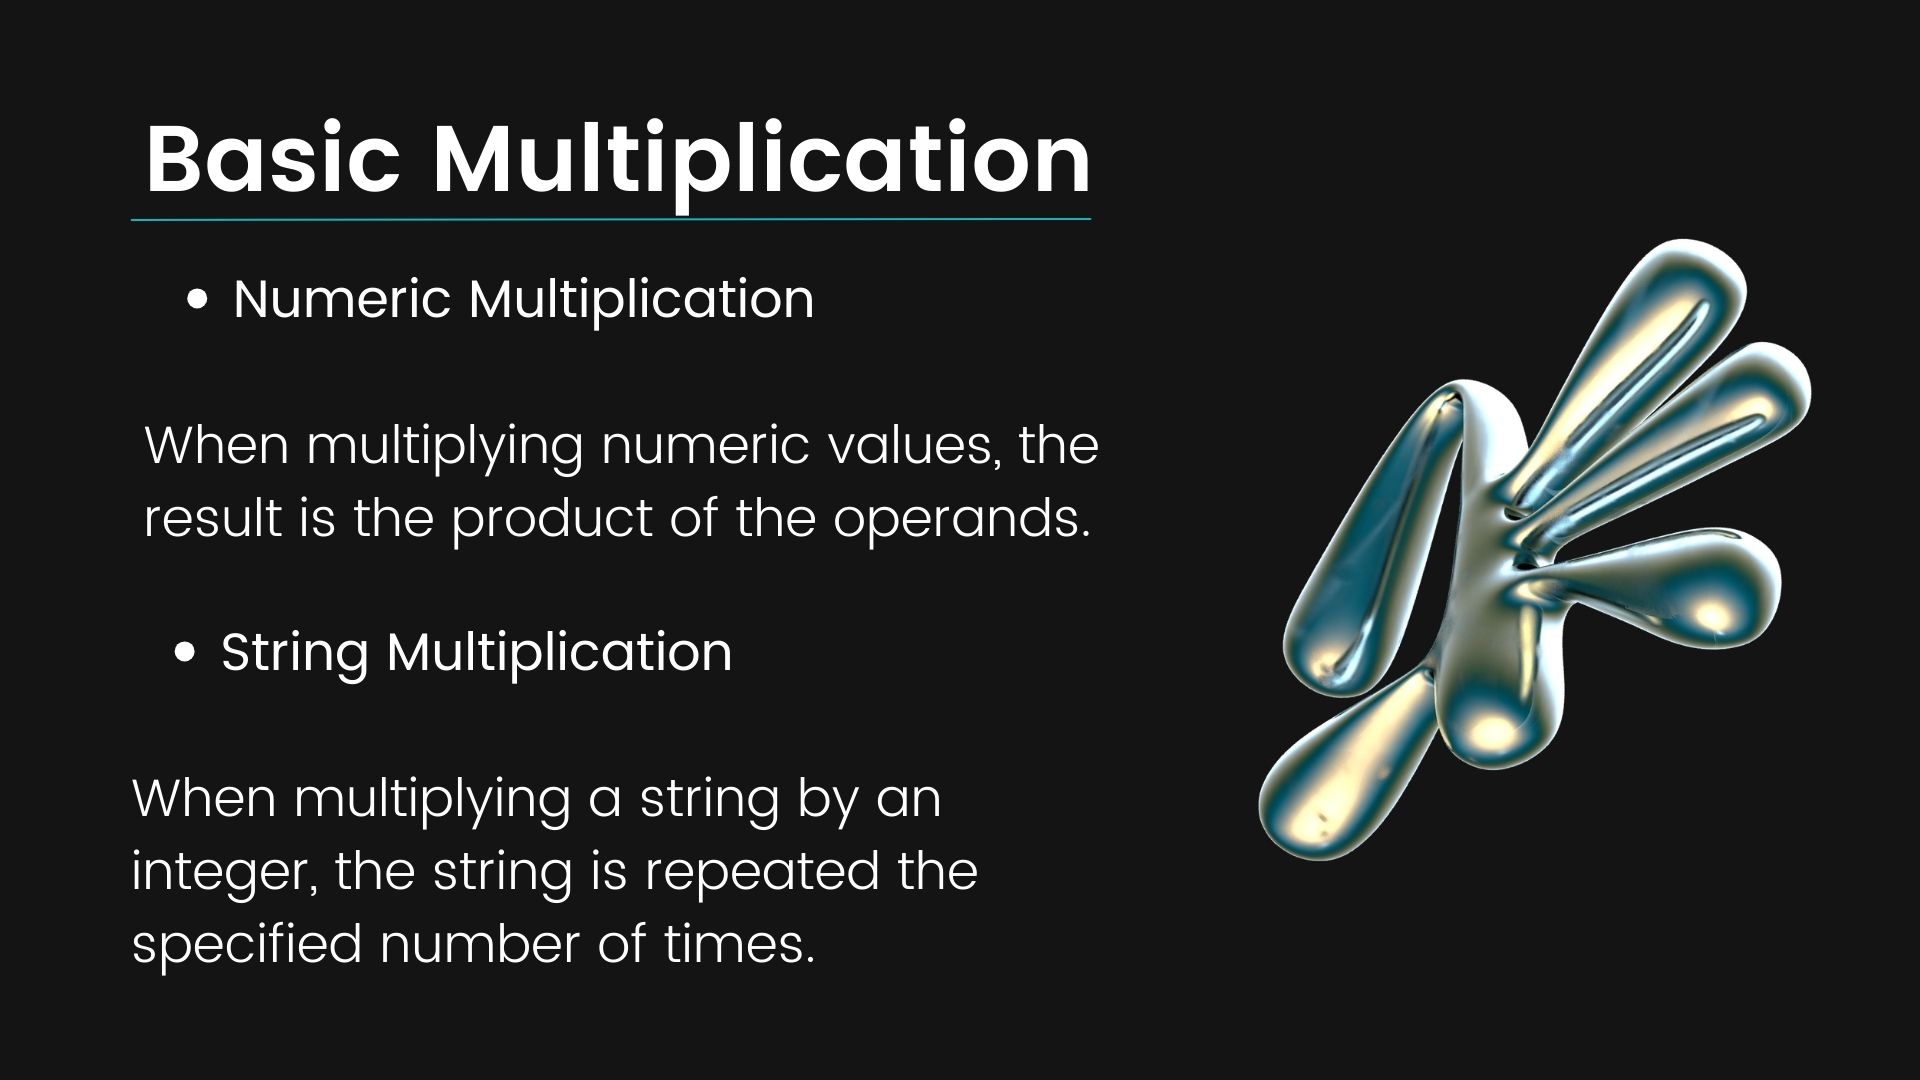 Basic Multiplication
• Numeric Multiplication
When multiplying numeric values, the
result is the product of the operands.
• String Multiplication
When multiplying a string by an
integer, the string is repeated the
specified number of times.